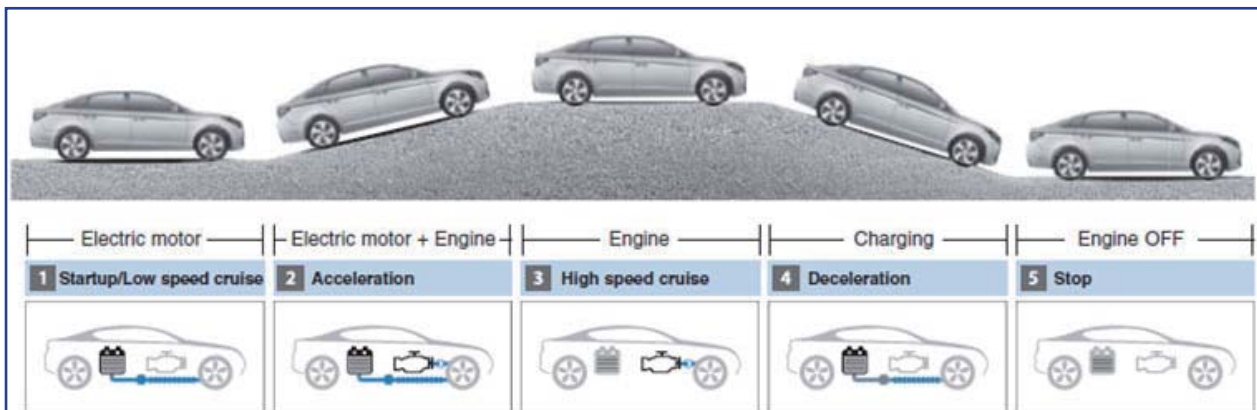 Electric motor
Electric motor + Engine
Engine
Charging
Engine OFF
1 Startup/Low speed cruise
2 Acceleration
3 High speed cruise
4 Deceleration
5 Stop